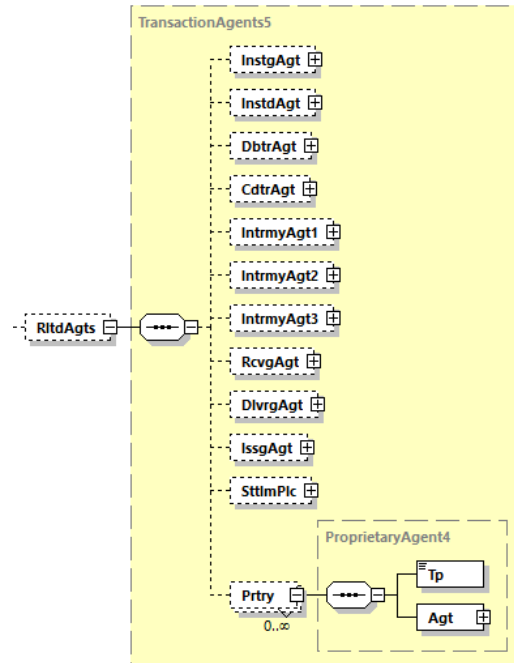 TransactionAgents5
InstgAgt
InstdAgt
DbtrAgt
CdtrAgt
IntrmyAgt1
IntrmyAgt2
IntrmyAgt3
RltdAgts
RcvgAgt
DlvrgAgt
IssgAgt
SttlmPlc
ProprietaryAgent4
Tp
Prtry
Agt
0..∞